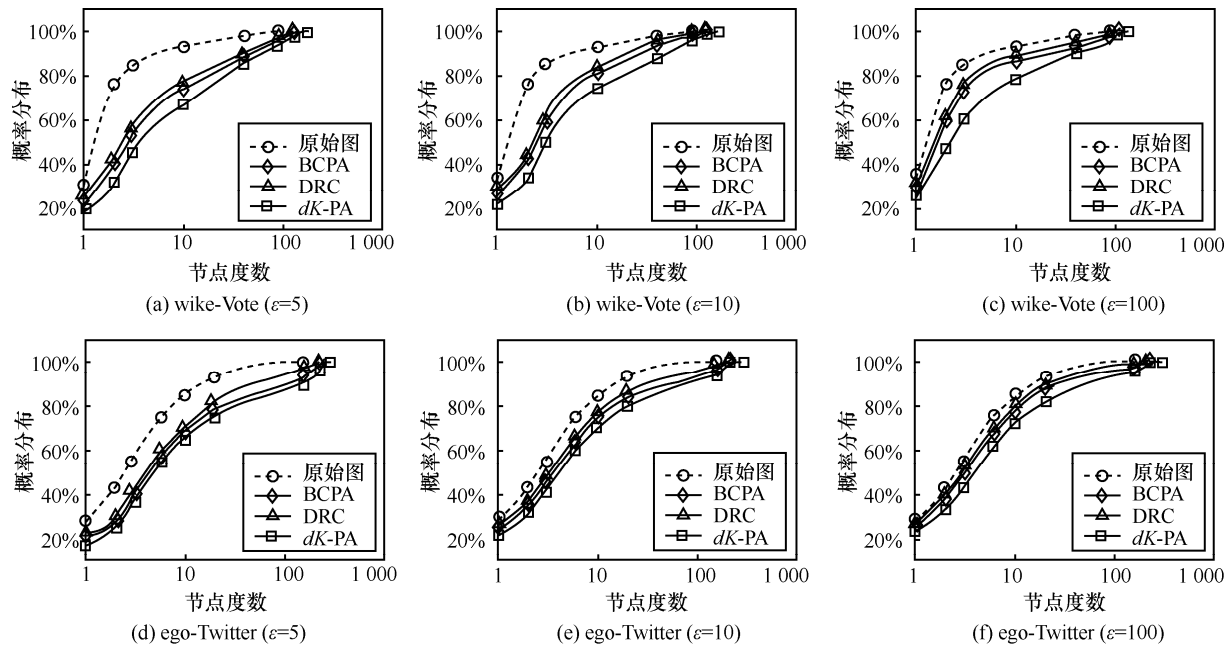 100%
80%
60%
40%
20%
概率分布
原始图
BCPA
DRC
dK-PA
1
10
100
1 000
节点度数
(a) wike-Vote (ε=5)
100%
80%
60%
40%
20%
概率分布
原始图
BCPA
DRC
dK-PA
1
10
100
1 000
节点度数
(b) wike-Vote (ε=10)
100%
80%
60%
40%
20%
概率分布
原始图
BCPA
DRC
dK-PA
1
10
100
1 000
节点度数
(c) wike-Vote (ε=100)
100%
80%
60%
40%
20%
概率分布
原始图
BCPA
DRC
dK-PA
1
10
100
1 000
节点度数
(d) ego-Twitter (ε=5)
100%
80%
60%
40%
20%
概率分布
原始图
BCPA
DRC
dK-PA
1
10
100
1 000
节点度数
(e) ego-Twitter (ε=10)
100%
80%
60%
40%
20%
概率分布
原始图
BCPA
DRC
dK-PA
1
10
100
1 000
节点度数
(f) ego-Twitter (ε=100)